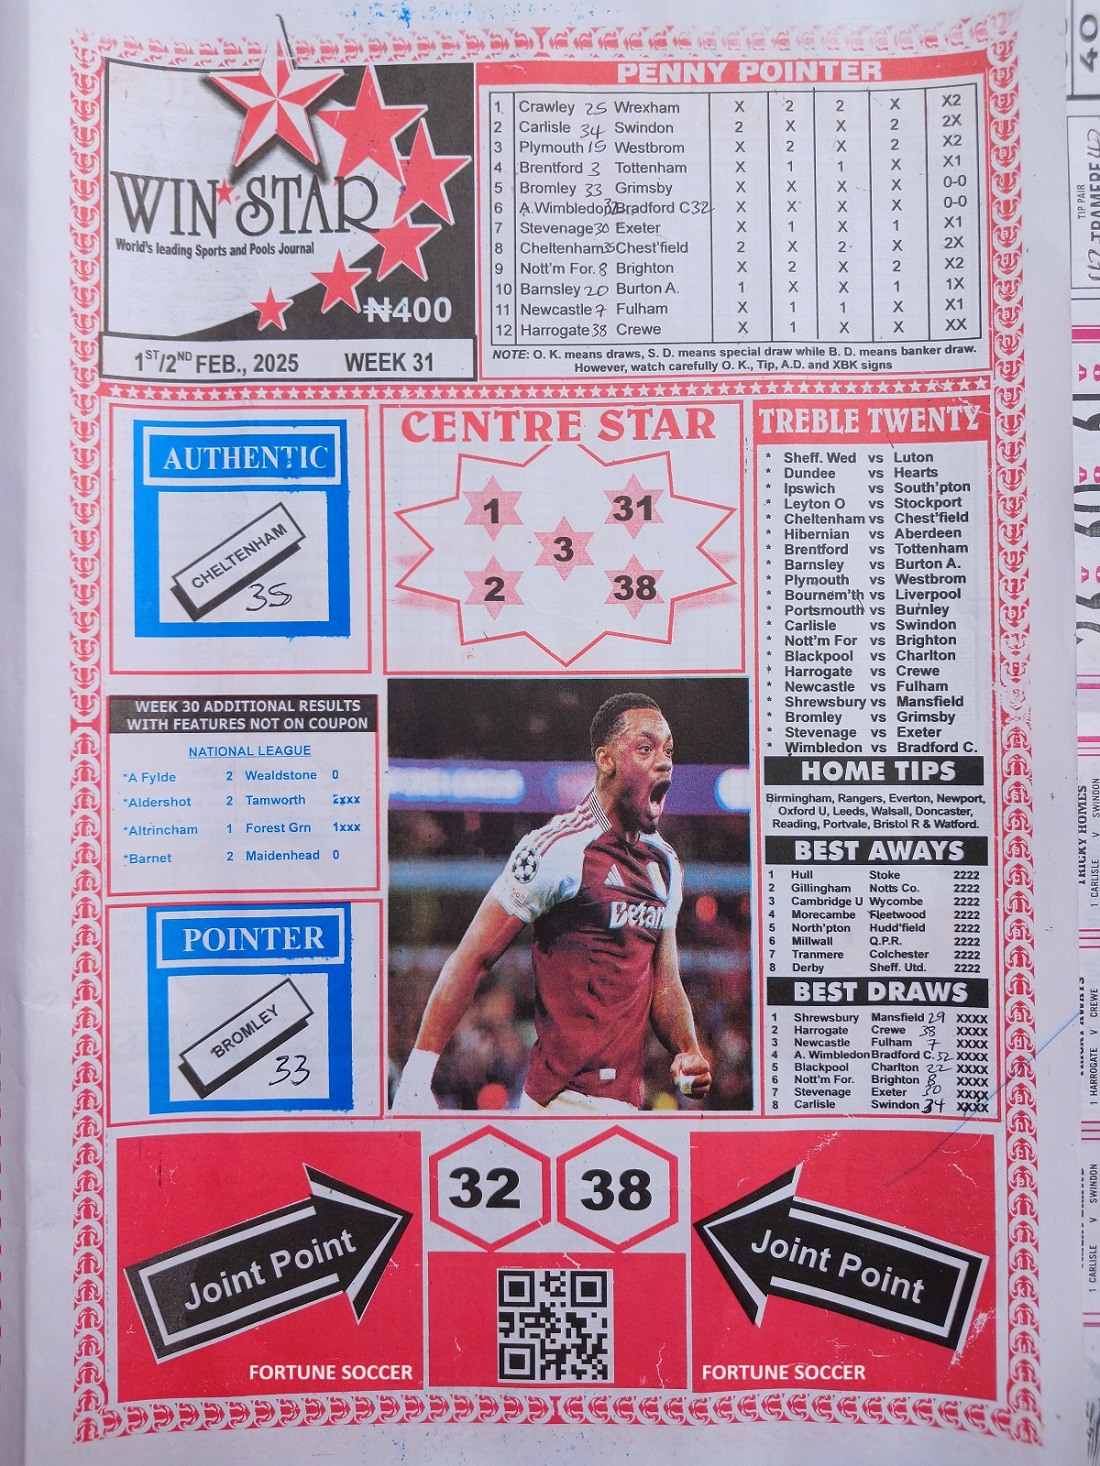 WIN STAR
World's leading Sports and Pools Journal
₦400
1ST/2ND FEB., 2025 WEEK 31
PENNY POINTER
1 Crawley 25 Wrexham X 2 2 X X2
2 Carlisle 34 Swindon 2 X X 2 2X
3 Plymouth 15 Westbrom X 2 X 2 X2
4 Brentford 3 Tottenham X 1 1 X X1
5 Bromley 33 Grimsby X X X X 0-0
6 A.Wimbledon Bradford C 32 X X X X 0-0
7 Stevenage 30 Exeter X 1 X 1 X1
8 Cheltenham 35 Chest'field 2 X 2 X 2X
9 Nott'm For. 8 Brighton X 2 X 2 X2
10 Barnsley 20 Burton A. 1 X X 1 1X
11 Newcastle 7 Fulham X 1 1 X X1
12 Harrogate 38 Crewe X 1 X X XX
NOTE: O. K. means draws, S. D. means special draw while B. D. means banker draw.
However, watch carefully O. K., Tip, A.D. and XBK signs
AUTHENTIC
CHELTENHAM
35
CENTRE STAR
1 31
3
2 38
TREBLE TWENTY
* Sheff. Wed vs Luton
* Dundee vs Hearts
* Ipswich vs South'pton
* Leyton O vs Stockport
* Cheltenham vs Chest'field
* Hibernian vs Aberdeen
* Brentford vs Tottenham
* Barnsley vs Burton A.
* Plymouth vs Westbrom
* Bournem'th vs Liverpool
* Portsmouth vs Burnley
* Carlisle vs Swindon
* Nott'm For vs Brighton
* Blackpool vs Charlton
* Harrogate vs Crewe
* Newcastle vs Fulham
* Shrewsbury vs Mansfield
* Bromley vs Grimsby
* Stevenage vs Exeter
* Wimbledon vs Bradford C.
WEEK 30 ADDITIONAL RESULTS
WITH FEATURES NOT ON COUPON
NATIONAL LEAGUE
*A Fylde 2 Wealdstone 0
*Aldershot 2 Tamworth 2xxx
*Altrincham 1 Forest Grn 1xxx
*Barnet 2 Maidenhead 0
POINTER
BROMLEY
33
Betano
HOME TIPS
Birmingham, Rangers, Everton, Newport,
Oxford U, Leeds, Walsall, Doncaster,
Reading, Portvale, Bristol R & Watford.
BEST AWAYS
1 Hull Stoke 2222
2 Gillingham Notts Co. 2222
3 Cambridge U Wycombe 2222
4 Morecambe Fleetwood 2222
5 North'pton Hudd'field 2222
6 Millwall Q.P.R. 2222
7 Tranmere Colchester 2222
8 Derby Sheff. Utd. 2222
BEST DRAWS
1 Shrewsbury Mansfield 29 XXXX
2 Harrogate Crewe 38 XXXX
3 Newcastle Fulham 7 XXXX
4 A. Wimbledon Bradford C. 32 XXXX
5 Blackpool Charlton 22 XXXX
6 Nott'm For. Brighton 8 XXXX
7 Stevenage Exeter 30 XXXX
8 Carlisle Swindon 34 XXXX
Joint Point
FORTUNE SOCCER
32 38
Joint Point
FORTUNE SOCCER
40
TIP PAIR
TRICKY HOMES
1 CARLISLE V SWINDON
1 HARROGATE V CREWE
1 CARLISLE V SWINDON